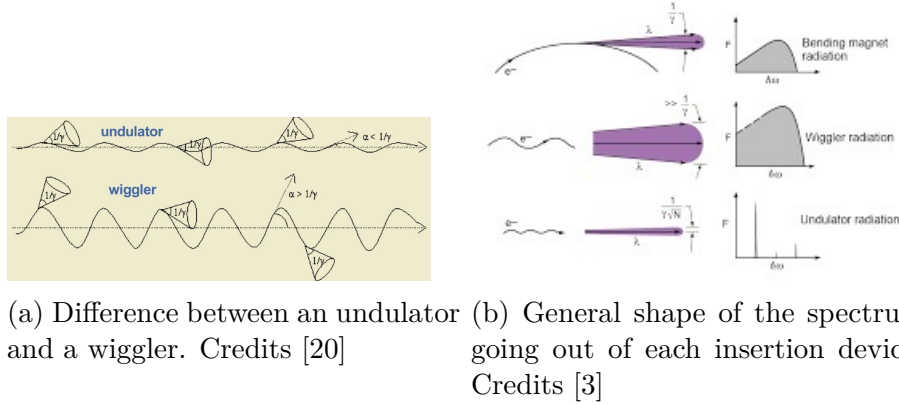 undulator
1/γ
1/γ
1/γ
α < 1/γ
wiggler
1/γ
1/γ
α > 1/γ
1/γ
(a) Difference between an undulator
and a wiggler. Credits [20]
1/γ
λ
e−
F
ħω
Bending magnet
radiation
>> 1/γ
e−
λ
F
ħω
Wiggler radiation
1/γ√N
e−
λ
F
ħω
Undulator radiation
(b) General shape of the spectru
going out of each insertion devic
Credits [3]